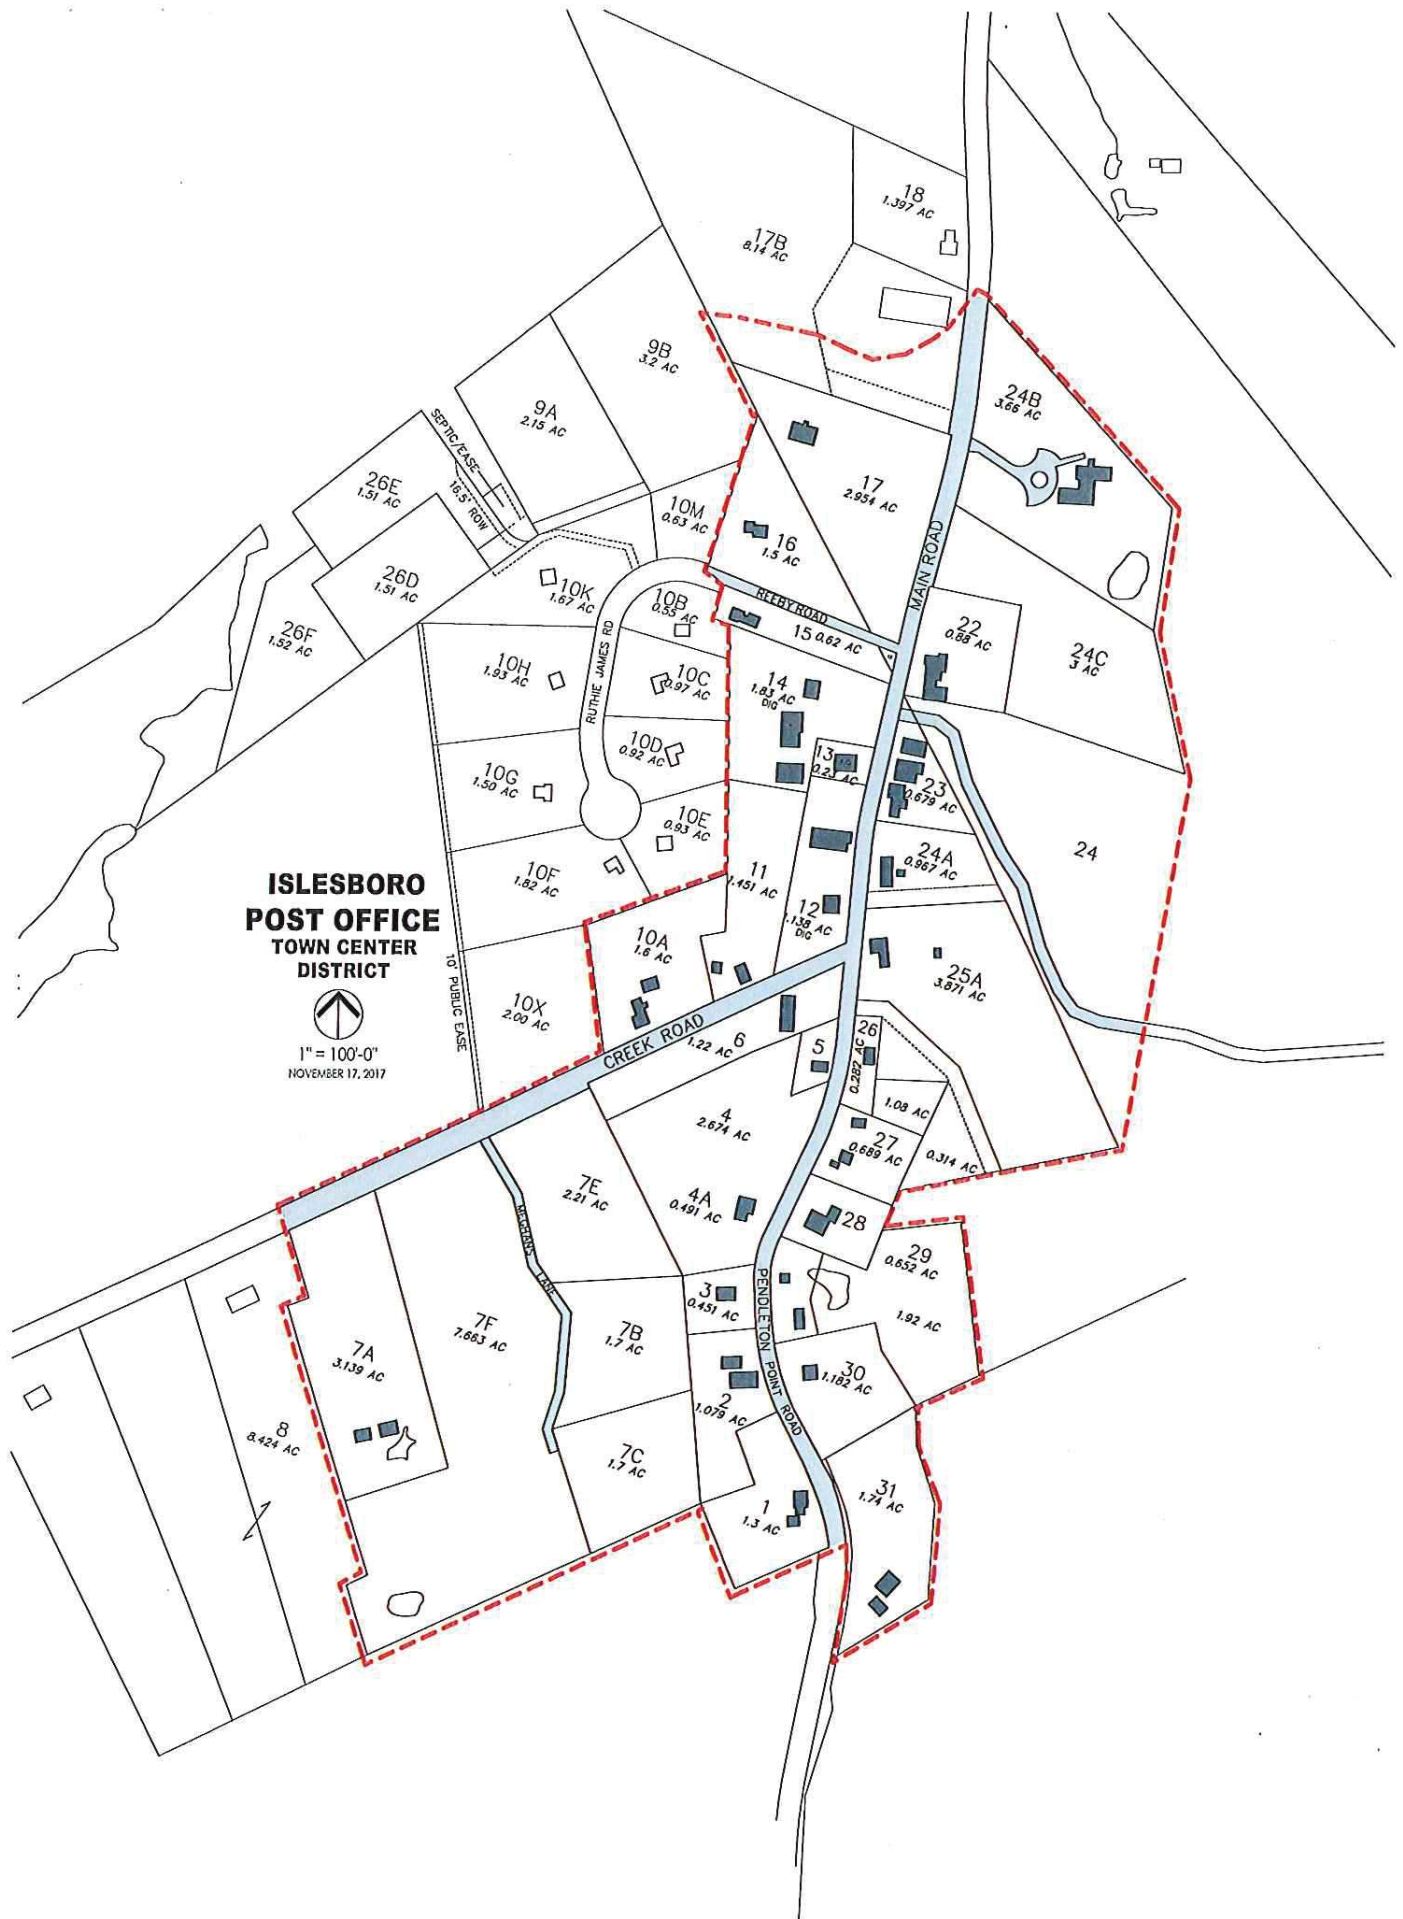 18
1.397 AC
17B
8.14 AC
9B
3.2 AC
9A
2.15 AC
24B
3.66 AC
SEPTIC/EASE
16.5' ROW
26E
1.51 AC
26D
1.51 AC
26F
1.52 AC
17
2.954 AC
10M
0.63 AC
16
1.5 AC
MAIN ROAD
10K
1.67 AC
10B
0.55 AC
REEBY ROAD
15 0.62 AC
22
0.88 AC
24C
3 AC
10H
1.93 AC
RUTHIE JAMES RD
10C
0.97 AC
14
1.83 AC
DIG
10D
0.92 AC
13
0.23 AC
10G
1.50 AC
23
0.679 AC
10E
0.93 AC
24A
0.967 AC
24
10F
1.82 AC
11
1.451 AC
12
1.138 AC
DIG
ISLESBORO
POST OFFICE
TOWN CENTER
DISTRICT
1" = 100'-0"
NOVEMBER 17, 2017
10A
1.6 AC
10' PUBLIC EASE
10X
2.00 AC
25A
3.871 AC
CREEK ROAD
6
1.22 AC
5
26
0.282 AC
1.08 AC
4
2.674 AC
27
0.689 AC
0.314 AC
7E
2.21 AC
4A
0.491 AC
28
MEGHANS LANE
29
0.652 AC
1.92 AC
3
0.451 AC
PENDLETON POINT ROAD
7A
3.139 AC
7F
7.663 AC
7B
1.7 AC
30
1.182 AC
2
1.079 AC
8
8.424 AC
7C
1.7 AC
1
1.3 AC
31
1.74 AC